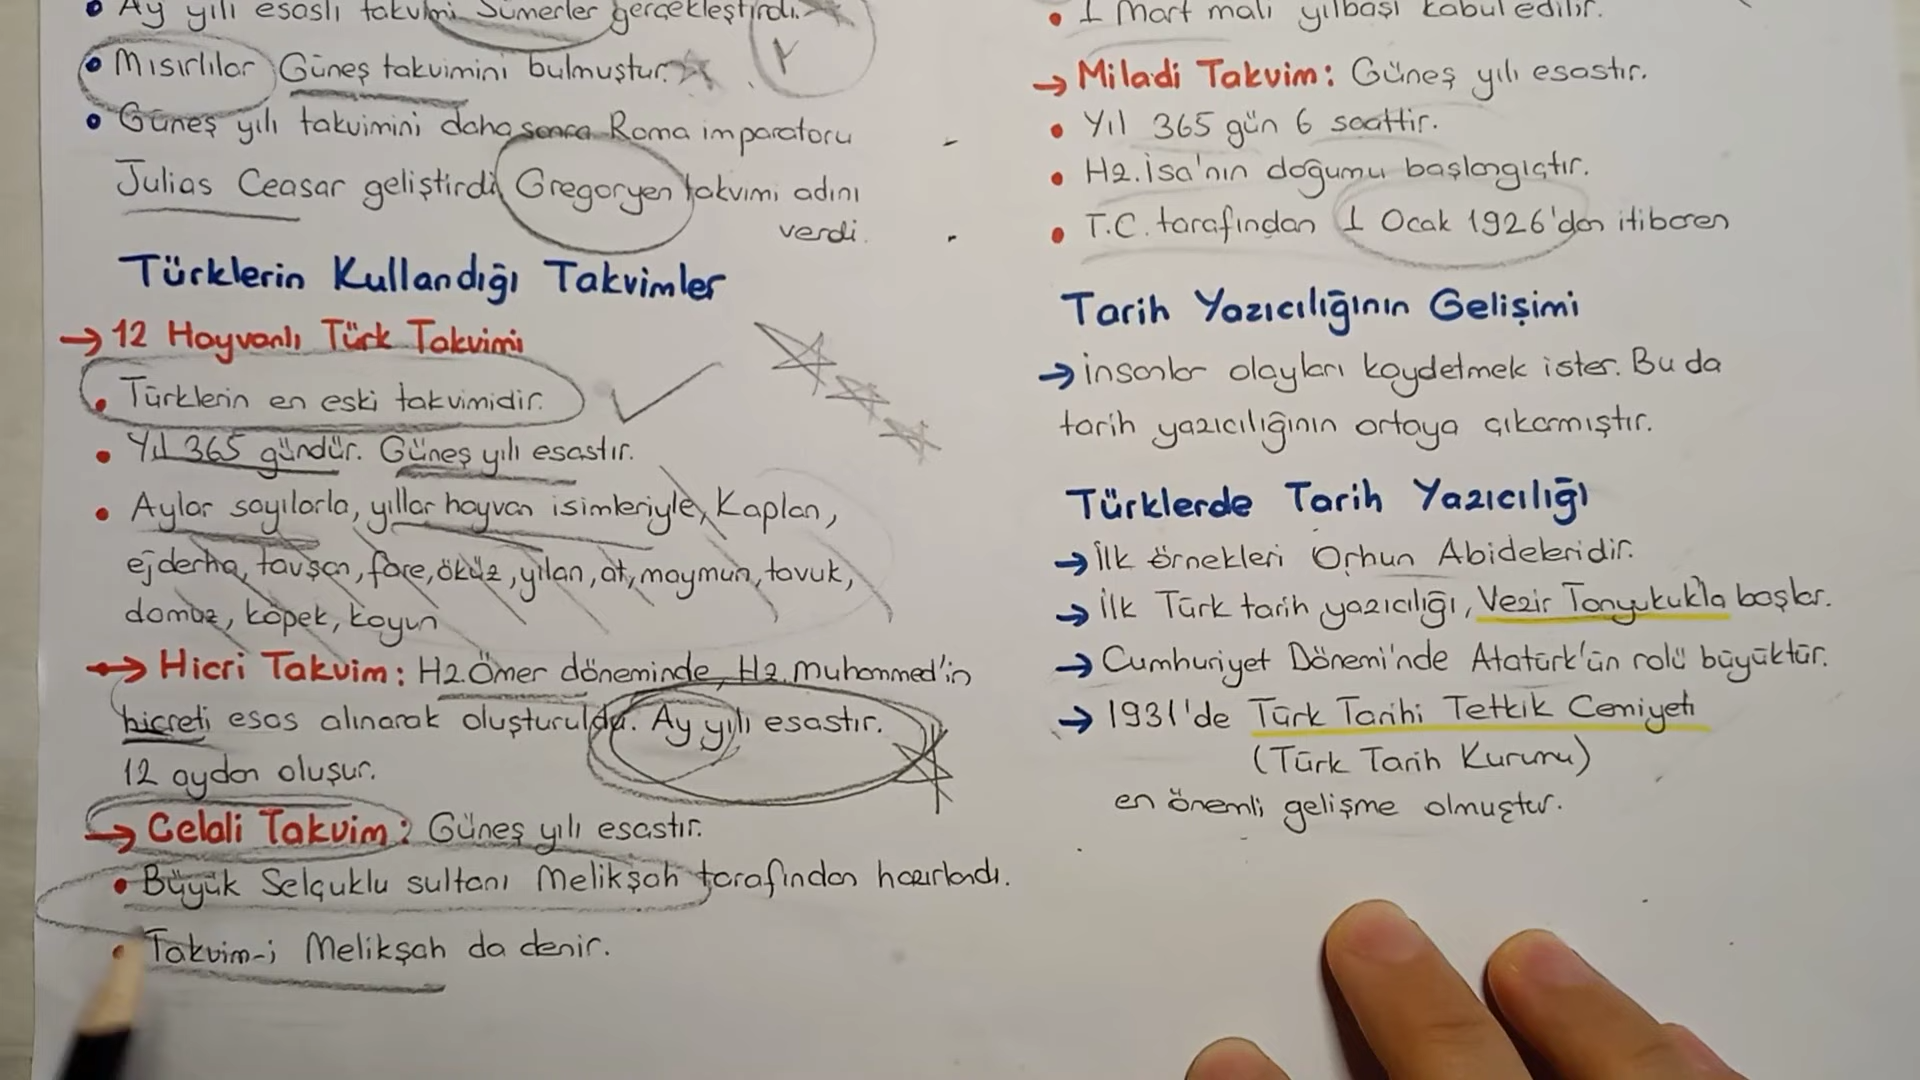 Ay yılı esaslı takvimi Sümerler gerçekleştirdi.
Mısırlılar Güneş takvimini bulmuştur.
Güneş yılı takvimini daha sonra Roma imparatoru
Julias Ceasar geliştirdi Gregoryen takvimi adını
verdi.
Türklerin Kullandığı Takvimler
→ 12 Hayvanlı Türk Takvimi
Türklerin en eski takvimidir.
Yıl 365 gündür. Güneş yılı esastır.
Aylar sayılarla, yıllar hayvan isimleriyle, Kaplan,
ejderha, tavşan, fare, öküz, yılan, at, maymun, tavuk,
domuz, köpek, koyun
→ Hicri Takvim: Hz. Ömer döneminde, Hz. Muhammed'in
hicreti esas alınarak oluşturuldu. Ay yılı esastır.
12 aydan oluşur.
→ Celali Takvim: Güneş yılı esastır.
Büyük Selçuklu sultanı Melikşah tarafından hazırlandı.
Takvim-i Melikşah da denir.
1 Mart mali yılbaşı kabul edilir.
→ Miladi Takvim: Güneş yılı esastır.
Yıl 365 gün 6 saattir.
Hz. İsa'nın doğumu başlangıçtır.
T.C. tarafından 1 Ocak 1926'dan itibaren
Tarih Yazıcılığının Gelişimi
→ insanlar olayları kaydetmek ister. Bu da
tarih yazıcılığının ortaya çıkarmıştır.
Türklerde Tarih Yazıcılığı
→ İlk örnekleri Orhun Abideleridir.
→ İlk Türk tarih yazıcılığı, Vezir Tonyukuk'la başlar.
→ Cumhuriyet Dönemi'nde Atatürk'ün rolü büyüktür.
→ 1931'de Türk Tarihi Tetkik Cemiyeti
(Türk Tarih Kurumu)
en önemli gelişme olmuştur.